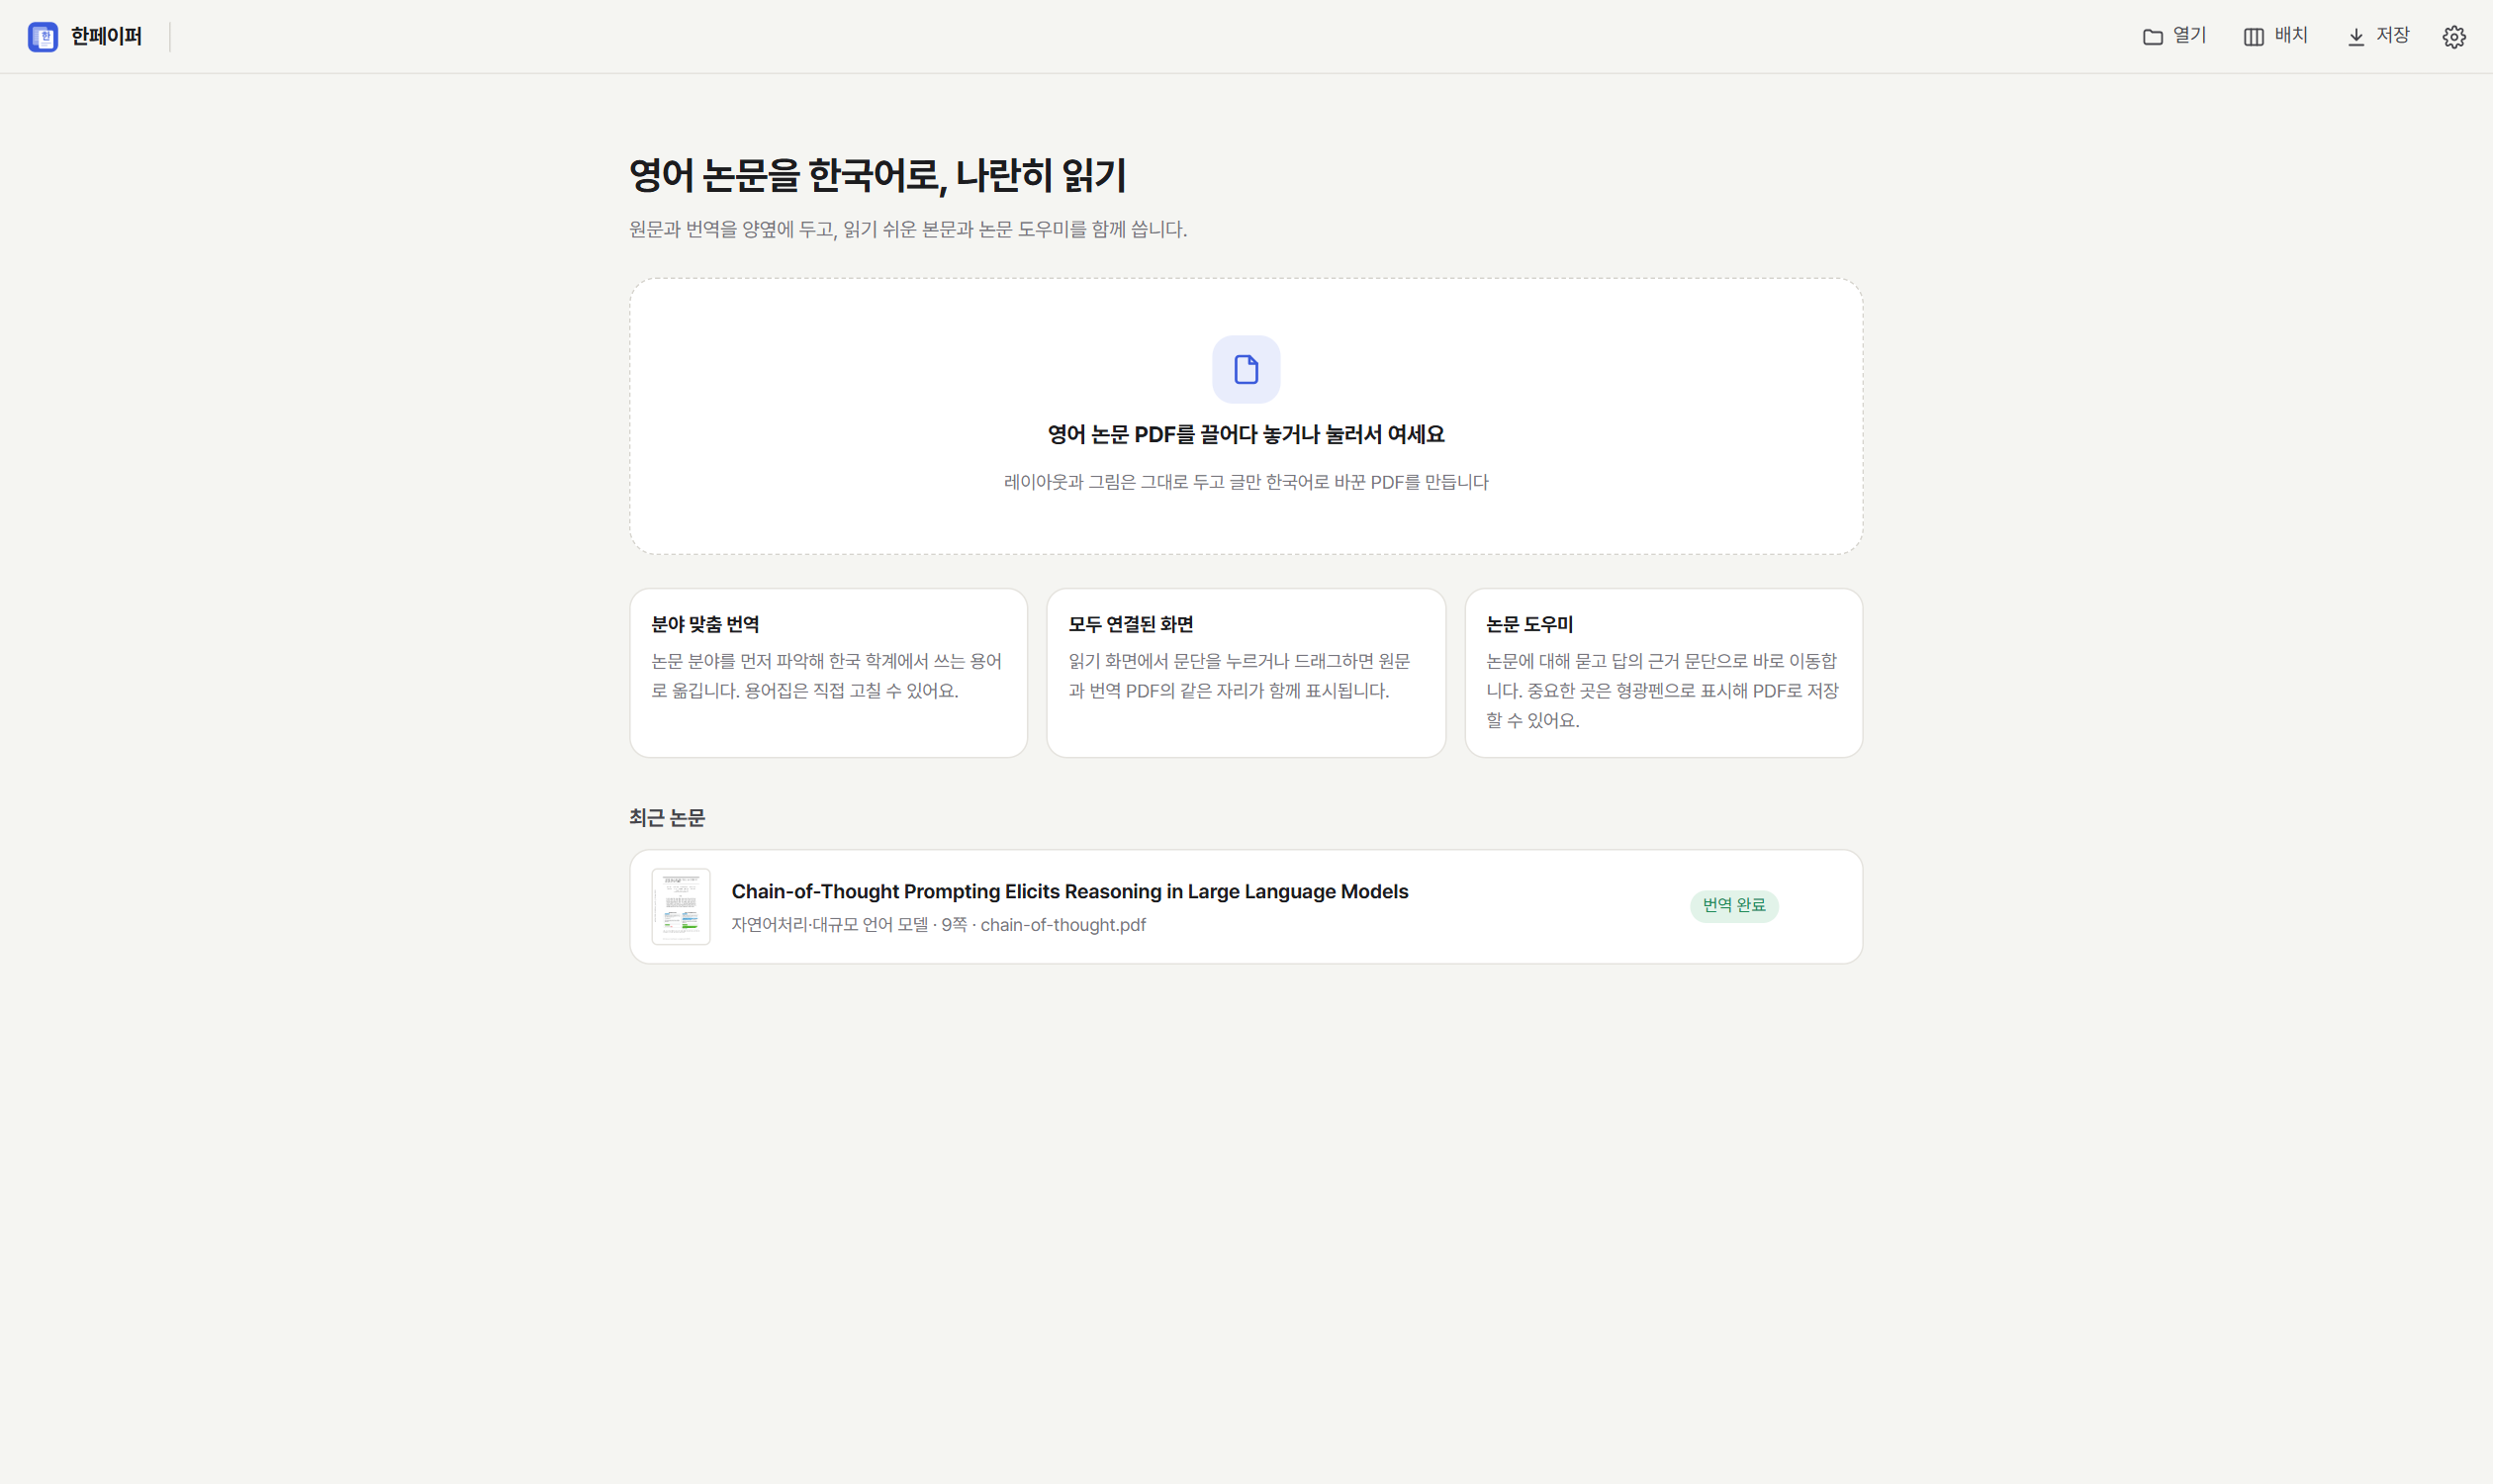 한페이퍼
열기
배치
저장
영어 논문을 한국어로, 나란히 읽기
원문과 번역을 양옆에 두고, 읽기 쉬운 본문과 논문 도우미를 함께 씁니다.
영어 논문 PDF를 끌어다 놓거나 눌러서 여세요
레이아웃과 그림은 그대로 두고 글만 한국어로 바꾼 PDF를 만듭니다
분야 맞춤 번역
논문 분야를 먼저 파악해 한국 학계에서 쓰는 용어
로 옮깁니다. 용어집은 직접 고칠 수 있어요.
모두 연결된 화면
읽기 화면에서 문단을 누르거나 드래그하면 원문
과 번역 PDF의 같은 자리가 함께 표시됩니다.
논문 도우미
논문에 대해 묻고 답의 근거 문단으로 바로 이동합
니다. 중요한 곳은 형광펜으로 표시해 PDF로 저장
할 수 있어요.
최근 논문
Chain-of-Thought Prompting Elicits Reasoning in Large Language Models
자연어처리·대규모 언어 모델 · 9쪽 · chain-of-thought.pdf
번역 완료